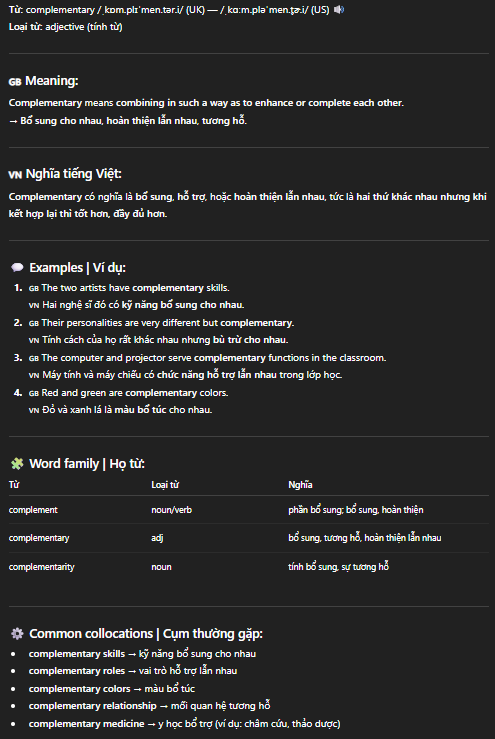 Từ: complementary /ˌkɒm.plɪˈmen.tər.i/ (UK) — /ˌkɑːm.pləˈmen.t̬ɚ.i/ (US) 🔊
Loại từ: adjective (tính từ)
GB Meaning:
Complementary means combining in such a way as to enhance or complete each other.
→ Bổ sung cho nhau, hoàn thiện lẫn nhau, tương hỗ.
VN Nghĩa tiếng Việt:
Complementary có nghĩa là bổ sung, hỗ trợ, hoặc hoàn thiện lẫn nhau, tức là hai thứ khác nhau nhưng khi
kết hợp lại thì tốt hơn, đầy đủ hơn.
💬 Examples | Ví dụ:
1. GB The two artists have complementary skills.
VN Hai nghệ sĩ đó có kỹ năng bổ sung cho nhau.
2. GB Their personalities are very different but complementary.
VN Tính cách của họ rất khác nhau nhưng bù trừ cho nhau.
3. GB The computer and projector serve complementary functions in the classroom.
VN Máy tính và máy chiếu có chức năng hỗ trợ lẫn nhau trong lớp học.
4. GB Red and green are complementary colors.
VN Đỏ và xanh lá là màu bổ túc cho nhau.
🧩 Word family | Họ từ:
Từ Loại từ Nghĩa
complement noun/verb phần bổ sung; bổ sung, hoàn thiện
complementary adj bổ sung, tương hỗ, hoàn thiện lẫn nhau
complementarity noun tính bổ sung, sự tương hỗ
⚙️ Common collocations | Cụm thường gặp:
• complementary skills → kỹ năng bổ sung cho nhau
• complementary roles → vai trò hỗ trợ lẫn nhau
• complementary colors → màu bổ túc
• complementary relationship → mối quan hệ tương hỗ
• complementary medicine → y học bổ trợ (ví dụ: châm cứu, thảo dược)